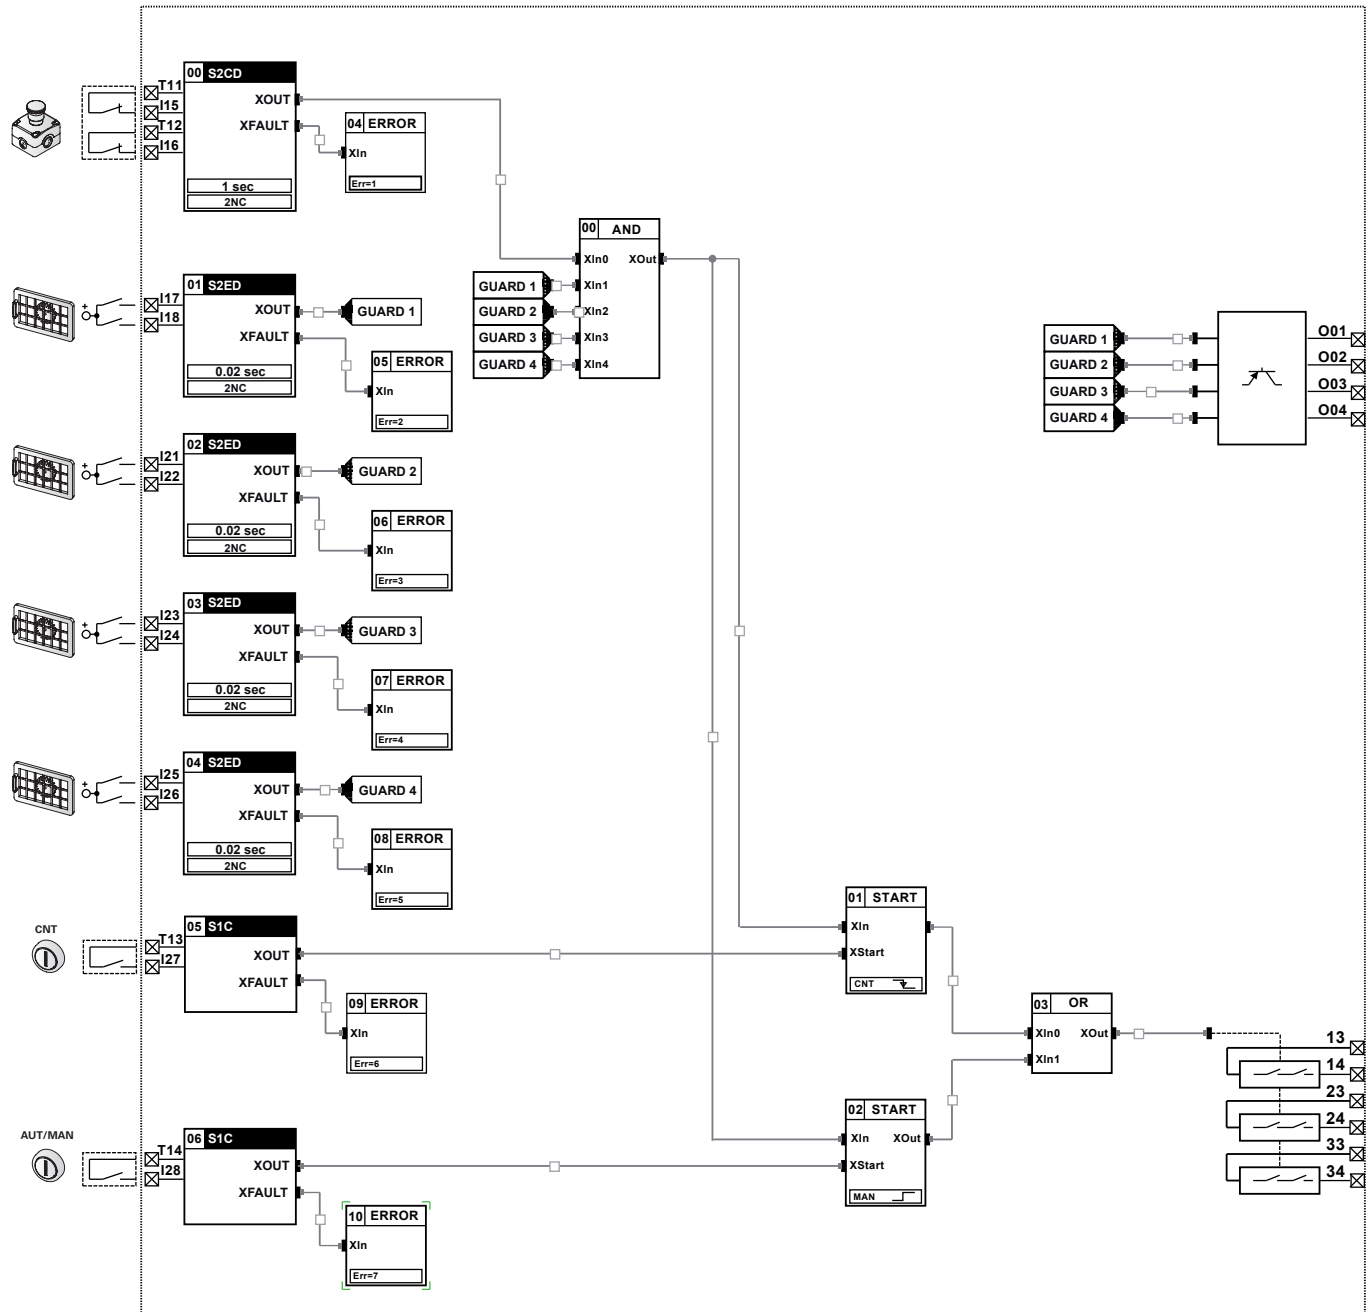 00 S2CD
T11
I15
T12
I16
XOUT
XFAULT
1 sec
2NC
04 ERROR
XIn
Err=1
00 AND
XIn0 XOut
XIn1
XIn2
XIn3
XIn4
GUARD 1
GUARD 2
GUARD 3
GUARD 4
01 S2ED
I17
I18
XOUT
XFAULT
0.02 sec
2NC
GUARD 1
05 ERROR
XIn
Err=2
GUARD 1
GUARD 2
GUARD 3
GUARD 4
O01
O02
O03
O04
+
02 S2ED
I21
I22
XOUT
XFAULT
0.02 sec
2NC
GUARD 2
06 ERROR
XIn
Err=3
+
03 S2ED
I23
I24
XOUT
XFAULT
0.02 sec
2NC
GUARD 3
07 ERROR
XIn
Err=4
+
04 S2ED
I25
I26
XOUT
XFAULT
0.02 sec
2NC
GUARD 4
08 ERROR
XIn
Err=5
+
CNT
05 S1C
T13
I27
XOUT
XFAULT
09 ERROR
XIn
Err=6
01 START
XIn
XStart
CNT
03 OR
XIn0 XOut
XIn1
13
14
23
24
33
34
AUT/MAN
06 S1C
T14
I28
XOUT
XFAULT
10 ERROR
XIn
Err=7
02 START
XIn XOut
XStart
MAN